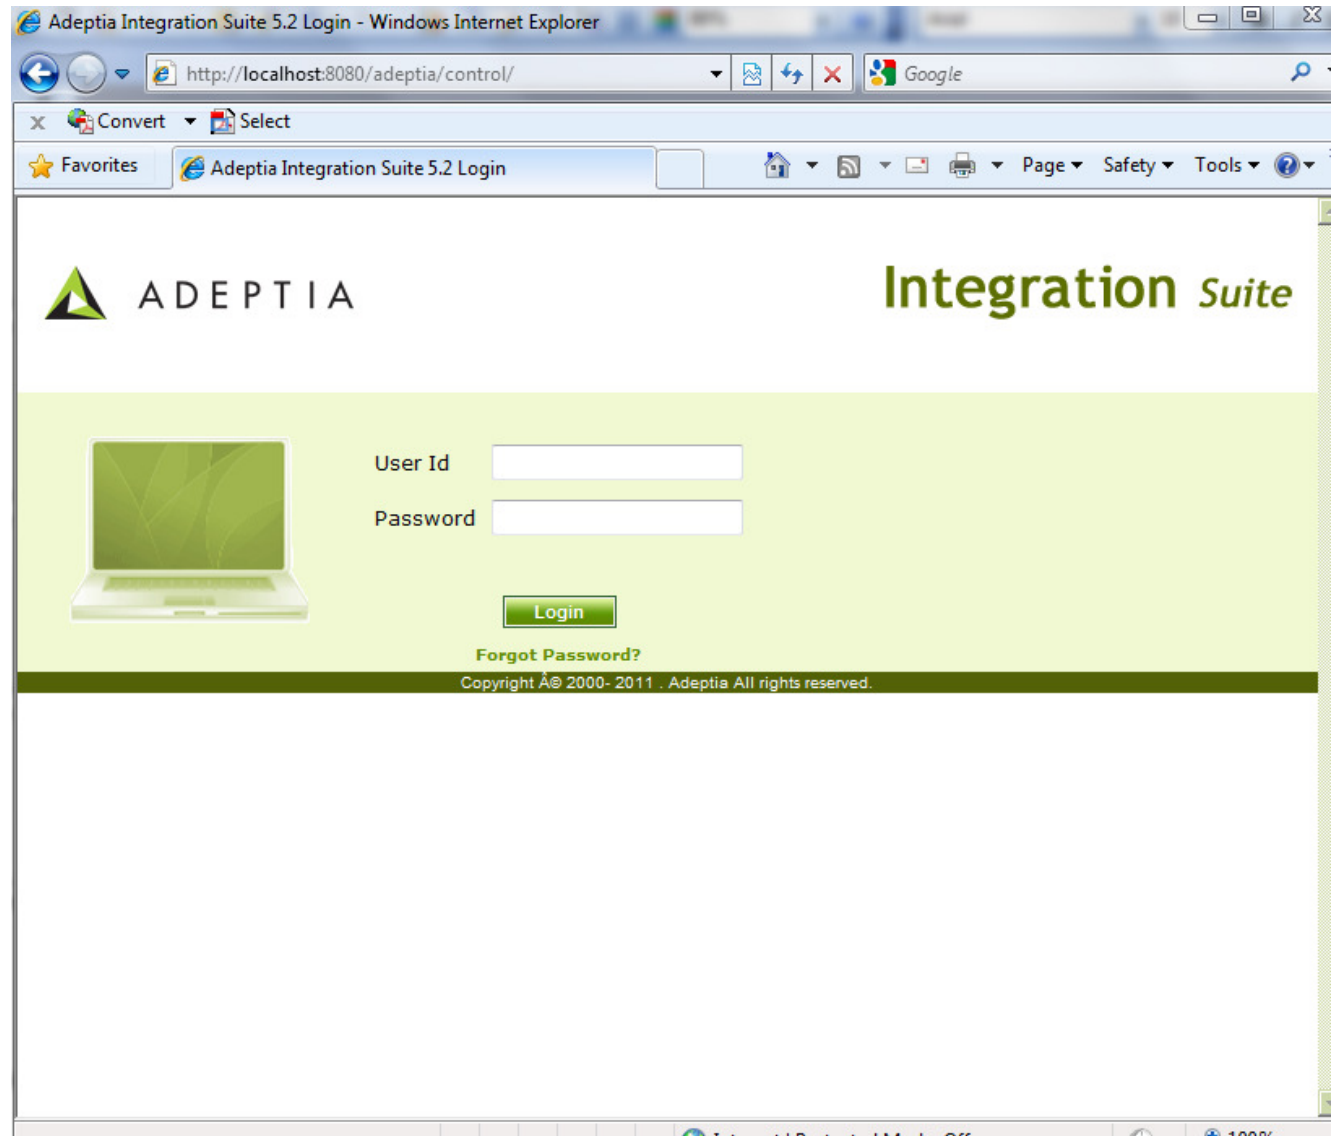 Adeptia Integration Suite 5.2 Login - Windows Internet Explorer
http://localhost:8080/adeptia/control/
Google
x Convert Select
Favorites
Adeptia Integration Suite 5.2 Login
Page Safety Tools
ADEPTIA
Integration Suite
User Id
Password
Login
Forgot Password?
Copyright Â© 2000- 2011 . Adeptia All rights reserved.